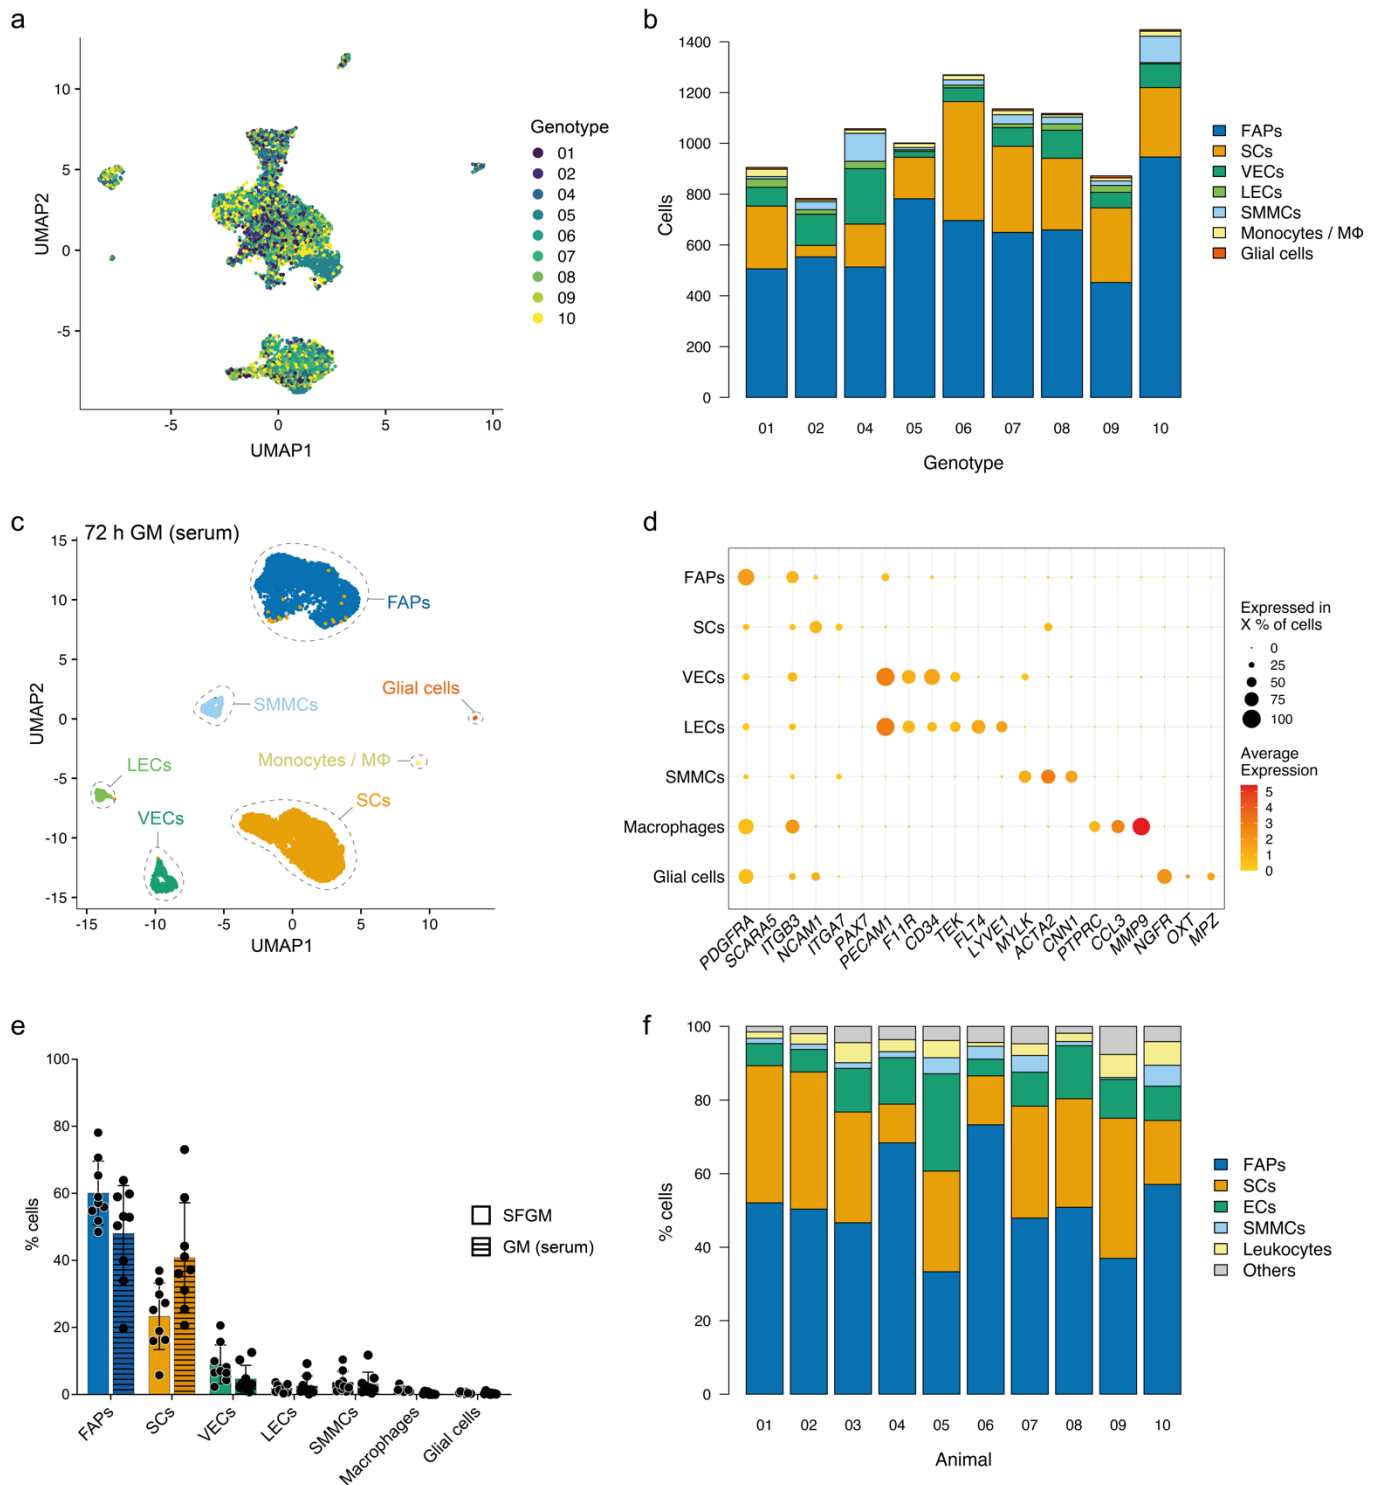 a
10
5
0
-5
UMAP2
-5
0
5
10
UMAP1
Genotype
01
02
04
05
06
07
08
09
10
b
1400
1200
1000
800
600
400
200
0
Cells
01
02
04
05
06
07
08
09
10
Genotype
FAPs
SCs
VECs
LECs
SMMCs
Monocytes / MΦ
Glial cells
c
72 h GM (serum)
15
10
5
0
-5
-10
-15
UMAP2
-15
-10
-5
0
5
10
UMAP1
FAPs
Glial cells
SMMCs
Monocytes / MΦ
LECs
SCs
VECs
d
FAPs
SCs
VECs
LECs
SMMCs
Macrophages
Glial cells
PDGFRA
SCARA5
ITGB3
NCAM1
ITGA7
PAX7
PECAM1
F11R
CD34
TEK
FLT4
LYVE1
MYLK
ACTA2
CNN1
PTPRC
CCL3
MMP9
NGFR
OXT
MPZ
Expressed in
X % of cells
0
25
50
75
100
Average
Expression
5
4
3
2
1
0
e
100
80
60
40
20
0
% cells
FAPs
SCs
VECs
LECs
SMMCs
Macrophages
Glial cells
SFGM
GM (serum)
f
100
80
60
40
20
0
% cells
01
02
03
04
05
06
07
08
09
10
Animal
FAPs
SCs
ECs
SMMCs
Leukocytes
Others